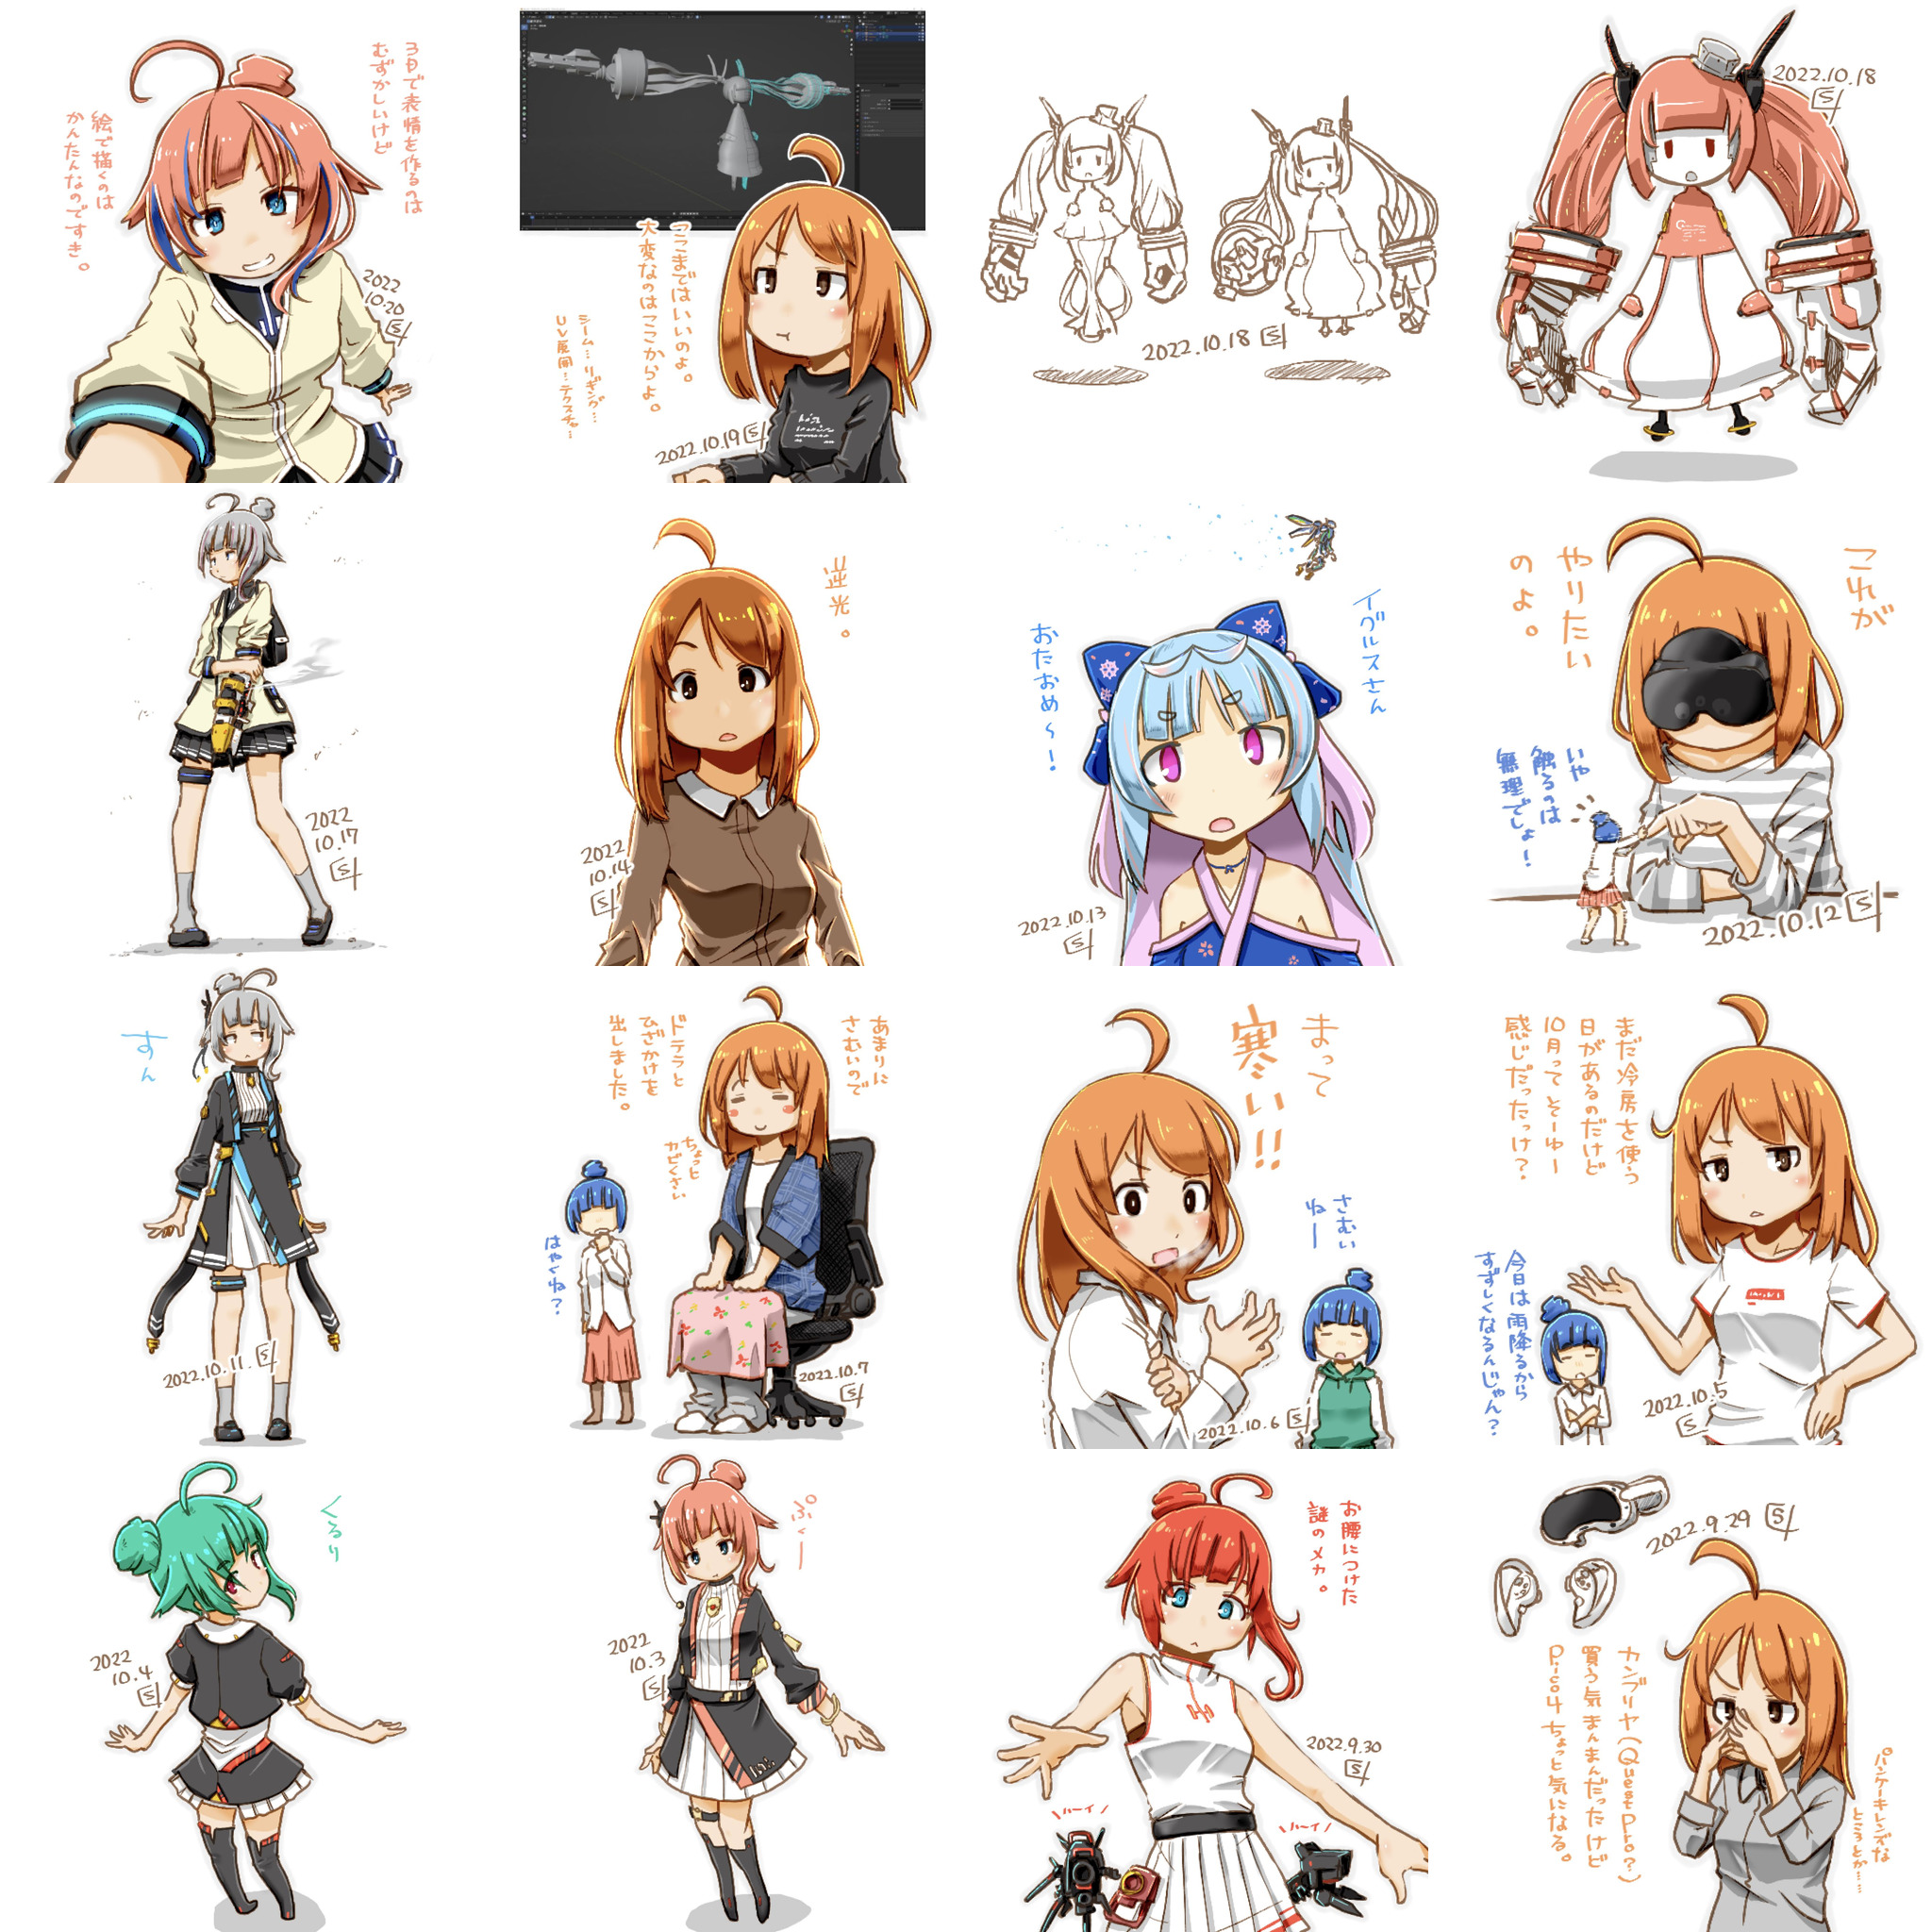 3Dで表情を作るのは
むずかしいけど
絵で描くのは
かんたんなのですき。
2022
10.20
ここまではいいのよ。
大変なのはここからよ。
シーム…リギング…
UV展開…テクスチャ…
2022.10.19
2022.10.18
2022.10.18
2022
10.17
逆光。
2022
10.14
イグルスさん
おたおめ〜!
2022.10.13
これが
やりたい
のよ。
いや
触るのは
無理でしょ!
2022.10.12
すん
2022.10.11
あまりに
さむいので
ドテラと
ひざかけを
出しました。
ちょっと
カビくさい
はやくね?
2022.10.7
まって
寒い!!
さむい
ねー
2022.10.6
まだ冷房を使う
日があるのだけど
10月ってそーゆー
感じだったっけ?
今日は雨降るから
すずしくなるんじゃん?
2022.10.5
くるり
2022
10.4
ぷくー
2022
10.3
お腰につけた
謎のメカ。
2022.9.30
ハーイ
ハーイ
2022.9.29
カンブリヤ(Quest Pro?)
買う気まんまんだったけど
Pico4ちょっと気になる。
パンケーキレンズな
ところとか……